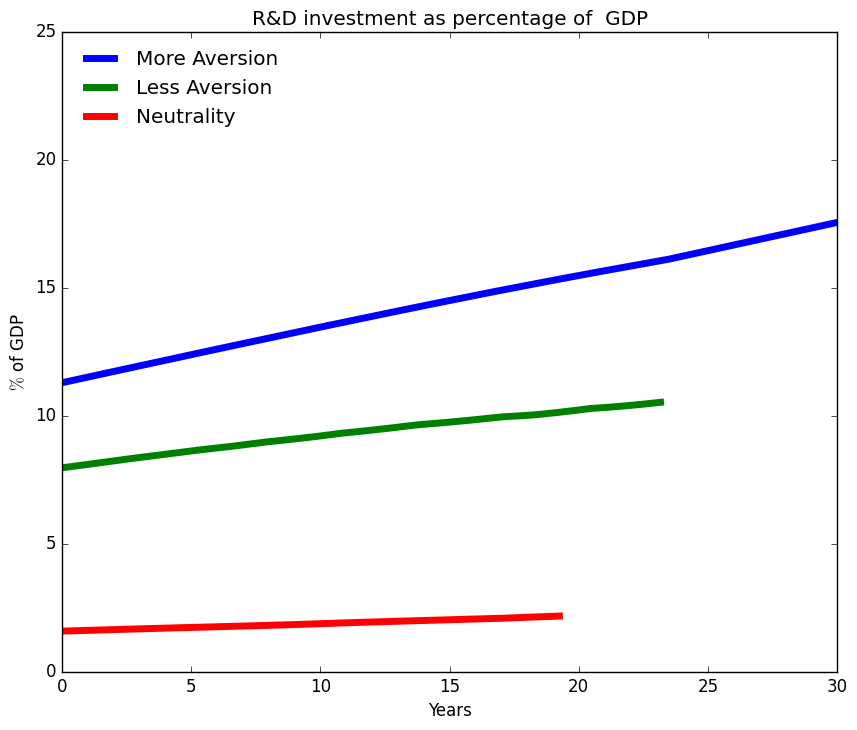 R&D investment as percentage of  GDP
More Aversion
Less Aversion
Neutrality
25
20
15
10
5
0
% of GDP
0 5 10 15 20 25 30
Years